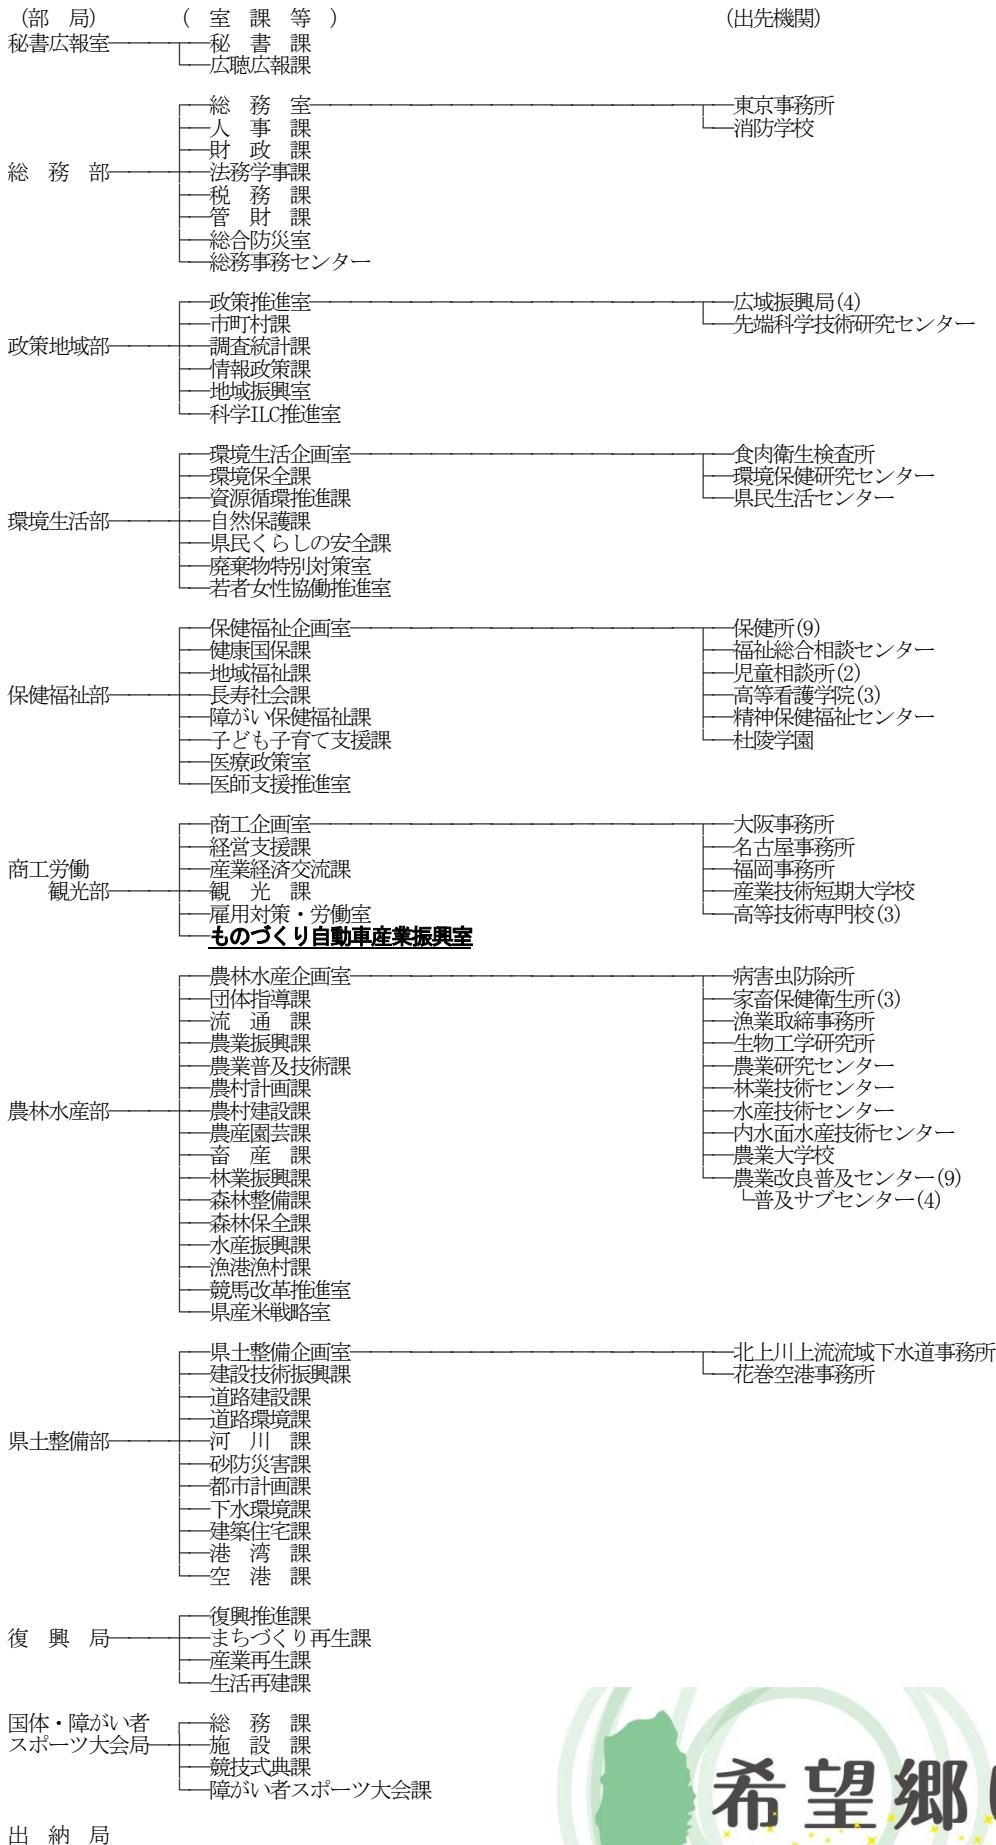 (部　局)　( 室 課 等 )　(出先機関)
秘書広報室　秘　書　課
広聴広報課
総　務　室　東京事務所
人　事　課　消防学校
財　政　課
総　務　部　法務学事課
税　務　課
管　財　課
総合防災室
総務事務センター
政策推進室　広域振興局(4)
市町村課　先端科学技術研究センター
政策地域部　調査統計課
情報政策課
地域振興室
科学ILC推進室
環境生活企画室　食肉衛生検査所
環境保全課　環境保健研究センター
資源循環推進課　県民生活センター
環境生活部　自然保護課
県民くらしの安全課
廃棄物特別対策室
若者女性協働推進室
保健福祉企画室　保健所(9)
健康国保課　福祉総合相談センター
地域福祉課　児童相談所(2)
保健福祉部　長寿社会課　高等看護学院(3)
障がい保健福祉課　精神保健福祉センター
子ども子育て支援課　杜陵学園
医療政策室
医師支援推進室
商工企画室　大阪事務所
経営支援課　名古屋事務所
商工労働　産業経済交流課　福岡事務所
観光部　観　光　課　産業技術短期大学校
雇用対策・労働室　高等技術専門校(3)
ものづくり自動車産業振興室
農林水産企画室　病害虫防除所
団体指導課　家畜保健衛生所(3)
流　通　課　漁業取締事務所
農業振興課　生物工学研究所
農業普及技術課　農業研究センター
農村計画課　林業技術センター
農林水産部　農村建設課　水産技術センター
農産園芸課　内水面水産技術センター
畜　産　課　農業大学校
林業振興課　農業改良普及センター(9)
森林整備課　普及サブセンター(4)
森林保全課
水産振興課
漁港漁村課
競馬改革推進室
県産米戦略室
県土整備企画室　北上川上流流域下水道事務所
建設技術振興課　花巻空港事務所
道路建設課
道路環境課
県土整備部　河　川　課
砂防災害課
都市計画課
下水環境課
建築住宅課
港　湾　課
空　港　課
復興推進課
復　興　局　まちづくり再生課
産業再生課
生活再建課
国体・障がい者　総　務　課
スポーツ大会局　施　設　課
競技式典課
障がい者スポーツ大会課
希望郷
出　納　局